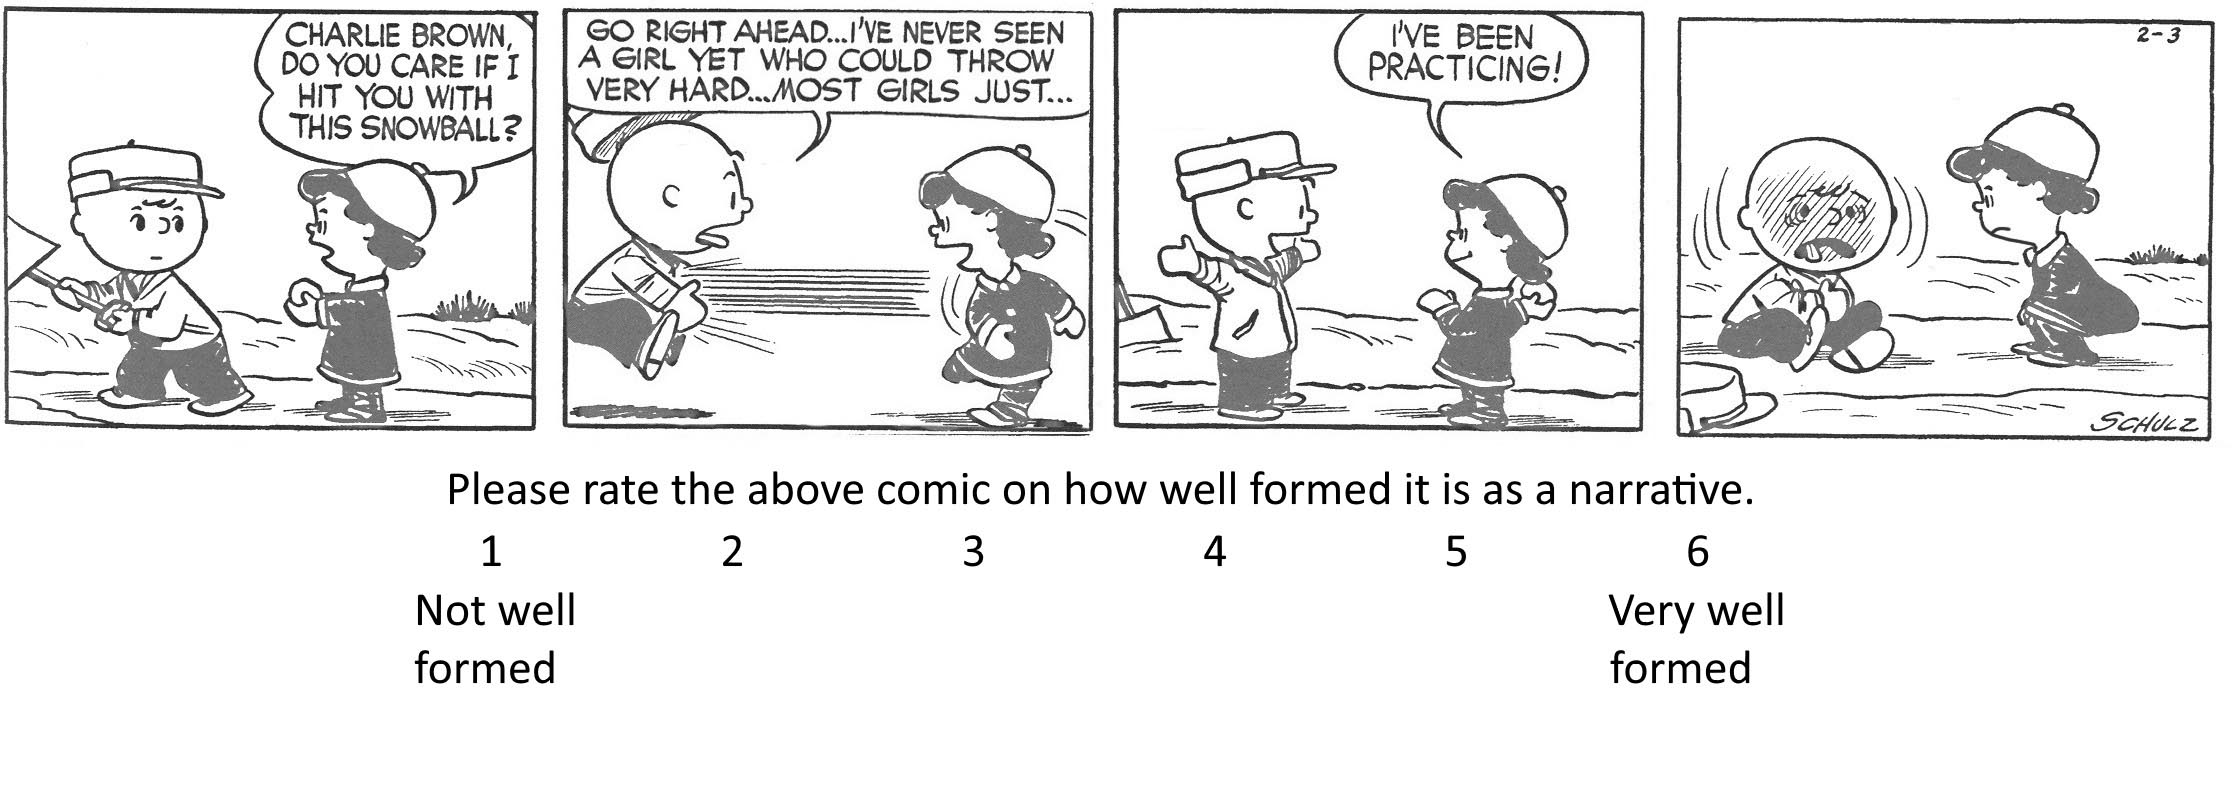 CHARLIE BROWN,
DO YOU CARE IF I
HIT YOU WITH
THIS SNOWBALL?
GO RIGHT AHEAD...I'VE NEVER SEEN
A GIRL YET WHO COULD THROW
VERY HARD...MOST GIRLS JUST...
I'VE BEEN
PRACTICING!
2-3
SCHULZ
Please rate the above comic on how well formed it is as a narrative.
1 2 3 4 5 6
Not well
formed
Very well
formed